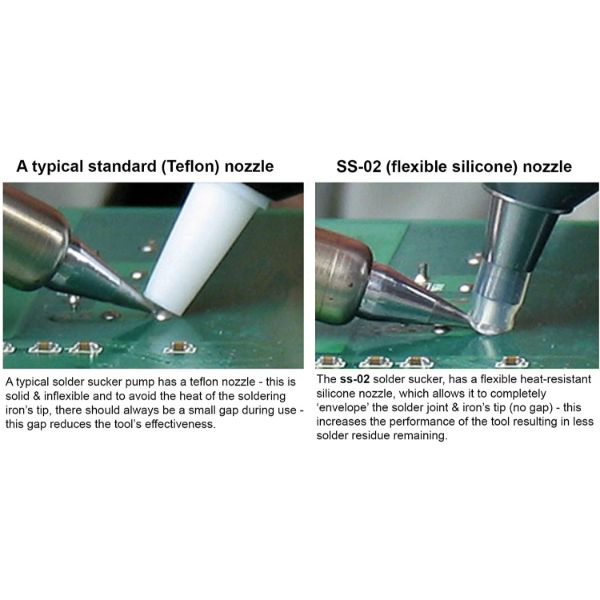 A typical standard (Teflon) nozzle
SS-02 (flexible silicone) nozzle
A typical solder sucker pump has a teflon nozzle - this is
solid & inflexible and to avoid the heat of the soldering
iron's tip, there should always be a small gap during use -
this gap reduces the tool's effectiveness.
The ss-02 solder sucker, has a flexible heat-resistant
silicone nozzle, which allows it to completely
‘envelope’ the solder joint & iron's tip (no gap) - this
increases the performance of the tool resulting in less
solder residue remaining.